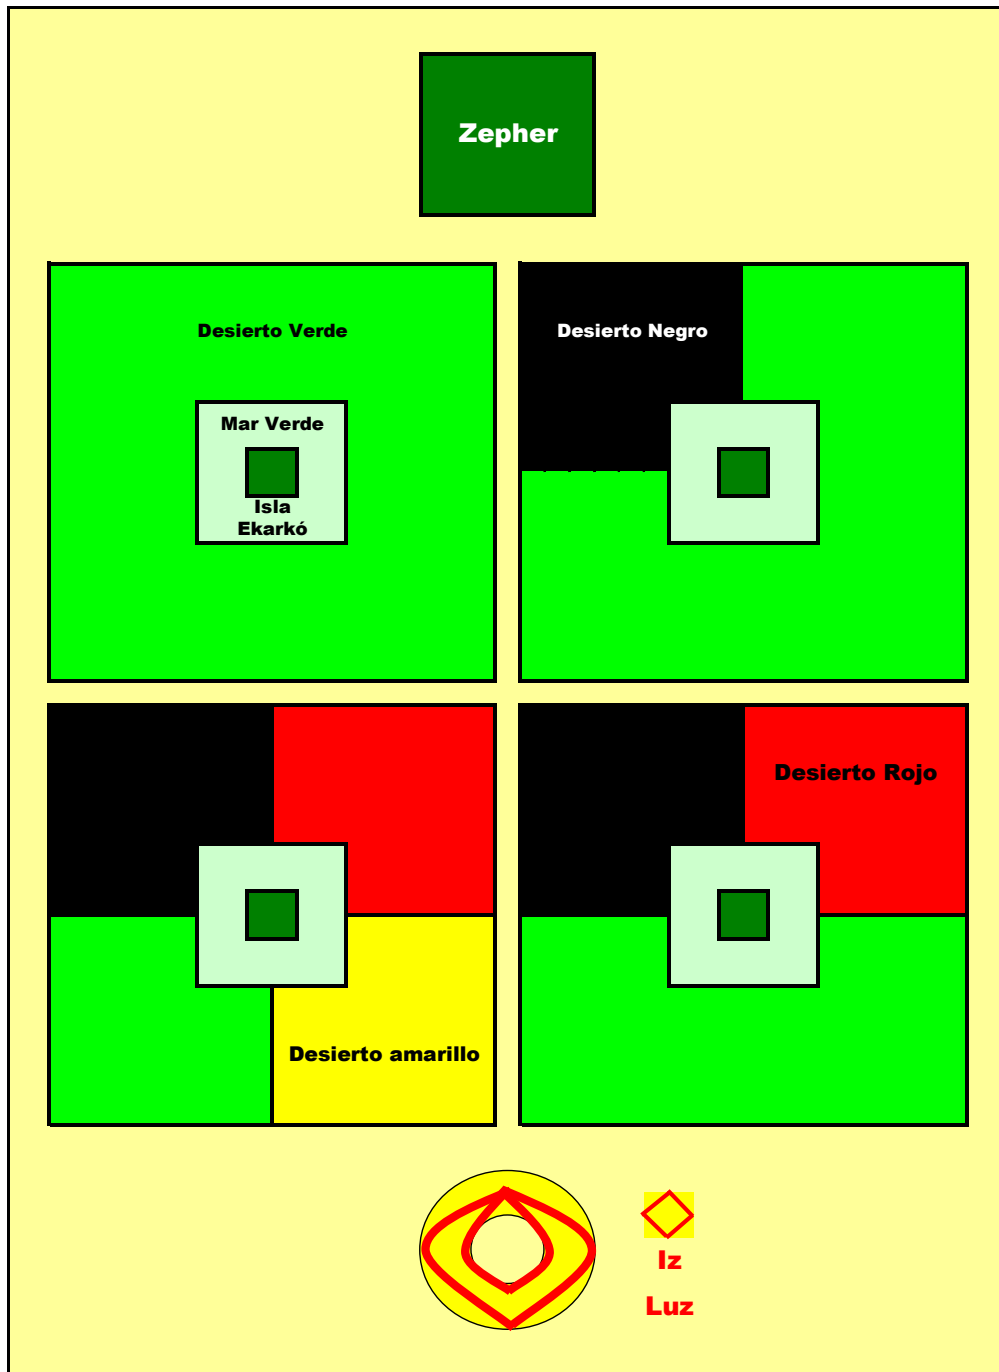 Zepher
Desierto Verde
Mar Verde
Isla
Ekarkó
Desierto Negro
Desierto Rojo
Desierto amarillo
Iz
Luz